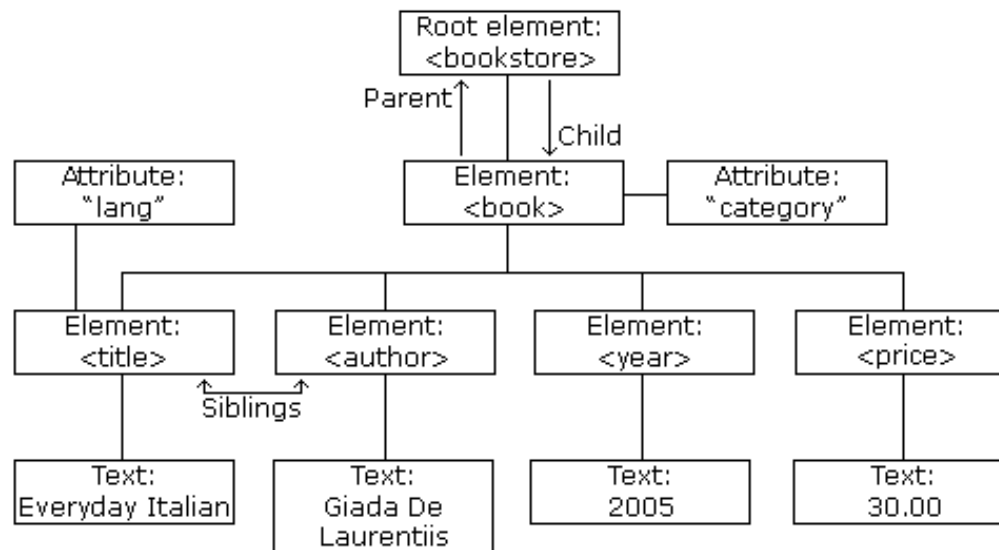 Root element:
<bookstore>
Parent
Child
Attribute:
“lang”
Element:
<book>
Attribute:
“category”
Element:
<title>
Element:
<author>
Element:
<year>
Element:
<price>
Siblings
Text:
Everyday Italian
Text:
Giada De
Laurentiis
Text:
2005
Text:
30.00